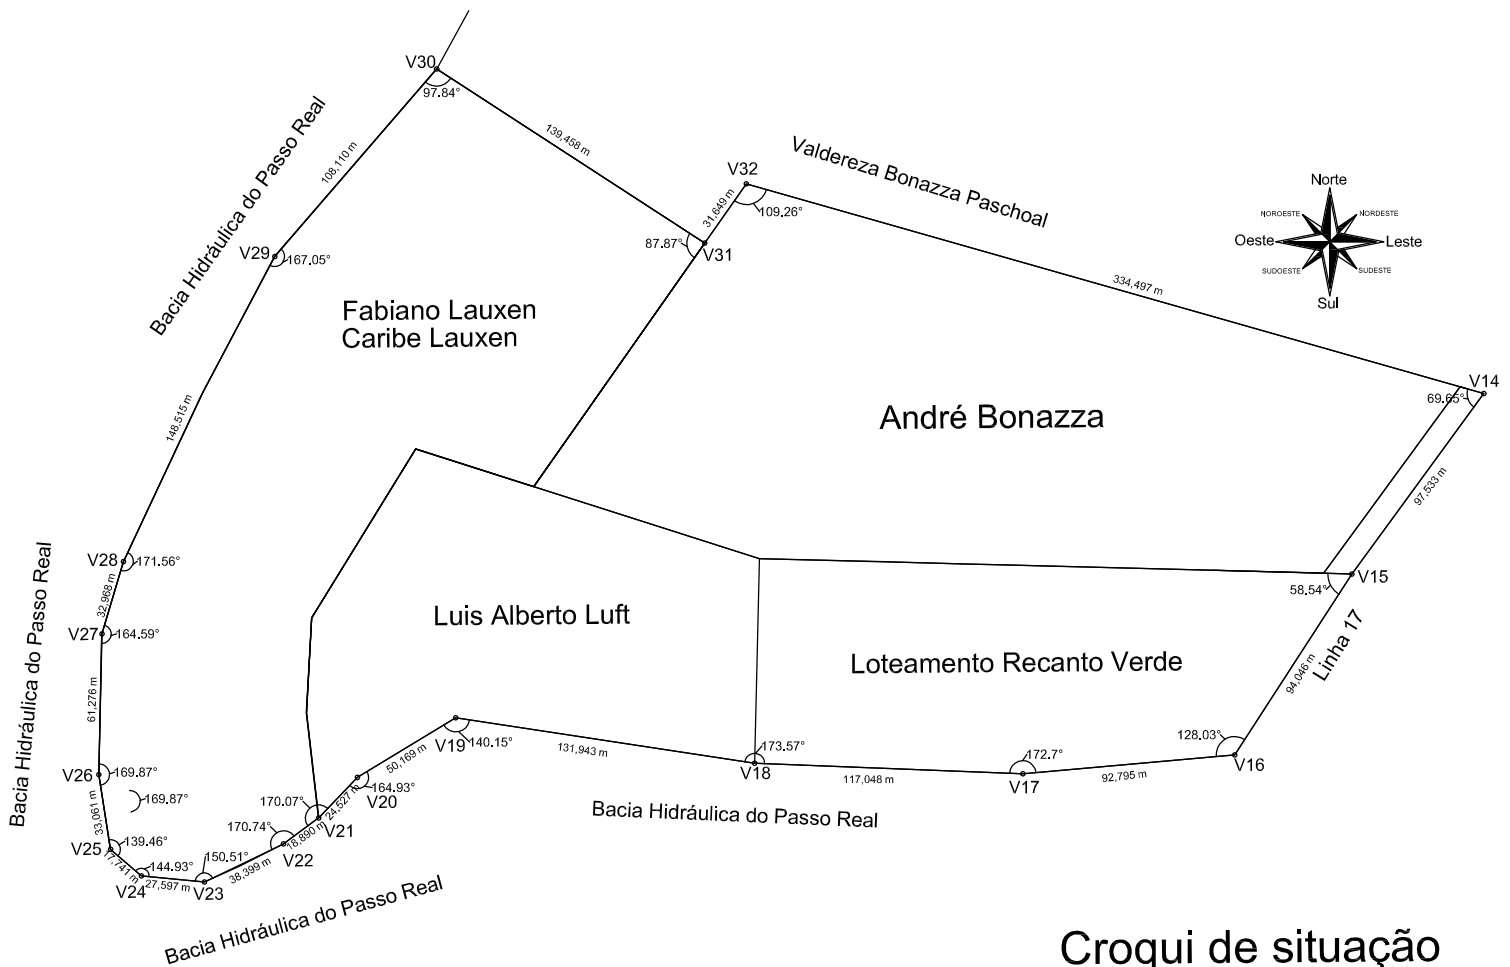 V30
97.84°
139,458 m
108,110 m
Bacia Hidráulica do Passo Real
V32
109.26°
31,649 m
Valdereza Bonazza Paschoal
87.87°
V31
334,497 m
Norte
NOROESTE
NORDESTE
Oeste
Leste
SUDOESTE
SUDESTE
Sul
V29
167.05°
Fabiano Lauxen
Caribe Lauxen
148,515 m
André Bonazza
V14
69.65°
97,533 m
V28
171.56°
32,968 m
V27
164.59°
61,276 m
Bacia Hidráulica do Passo Real
Luis Alberto Luft
Loteamento Recanto Verde
58.54°
V15
Linha 17
94,046 m
128.03°
V16
V19
140.15°
131,943 m
173.57°
V18
117,048 m
172.7°
V17
92,795 m
50,169 m
164.93°
V20
24,527 m
170.07°
V21
18,890 m
170.74°
V22
V26
169.87°
169.87°
33,061 m
V25
139.46°
17,741 m
144.93°
V24
27,597 m
150.51°
V23
38,399 m
Bacia Hidráulica do Passo Real
Bacia Hidráulica do Passo Real
Croqui de situação